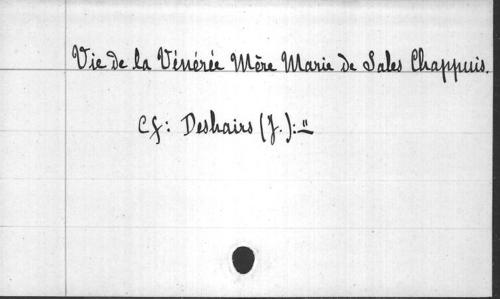 Vie de la Vénérée Mère Marie de Sales Chappuis.
Cf: Deshairs (J.):="